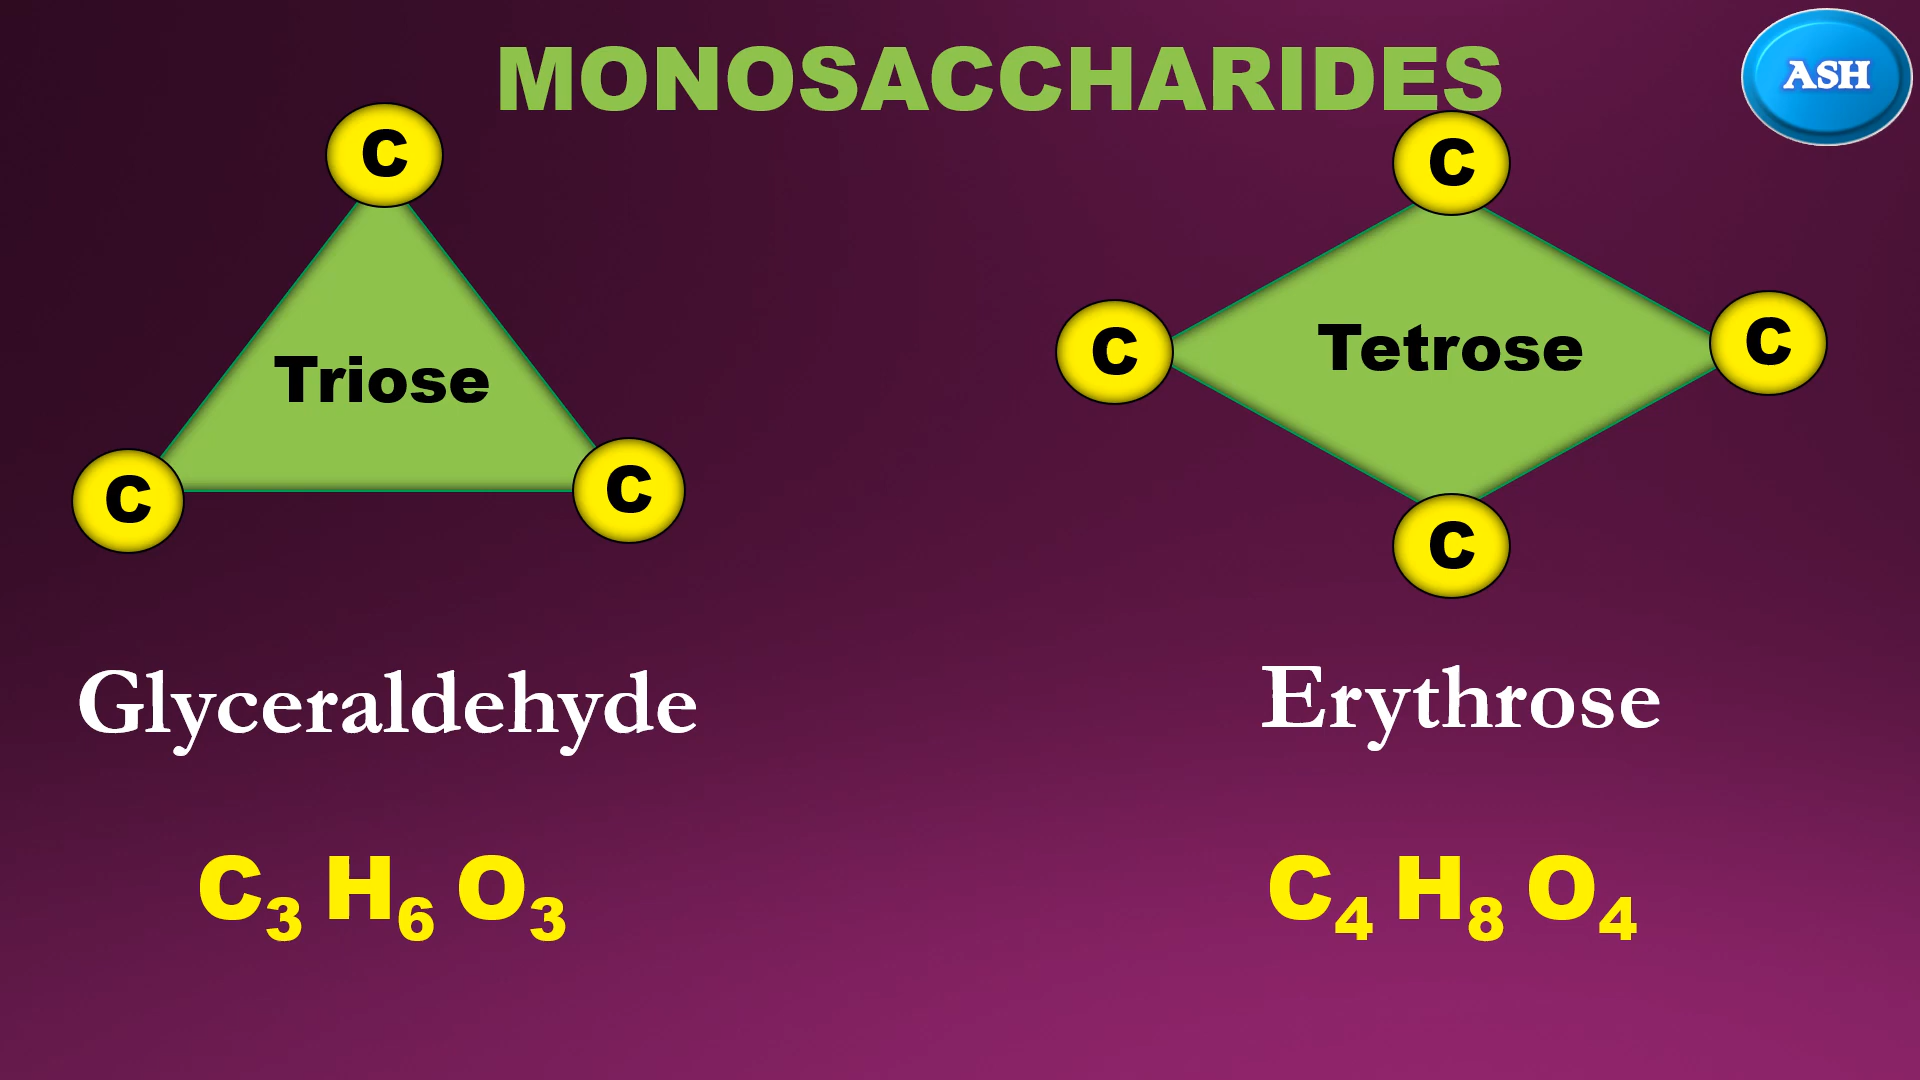 MONOSACCHARIDES
ASH
C
C
C
Triose
C
C
C
C
Tetrose
Glyceraldehyde
Erythrose
C₃ H₆ O₃
C₄ H₈ O₄